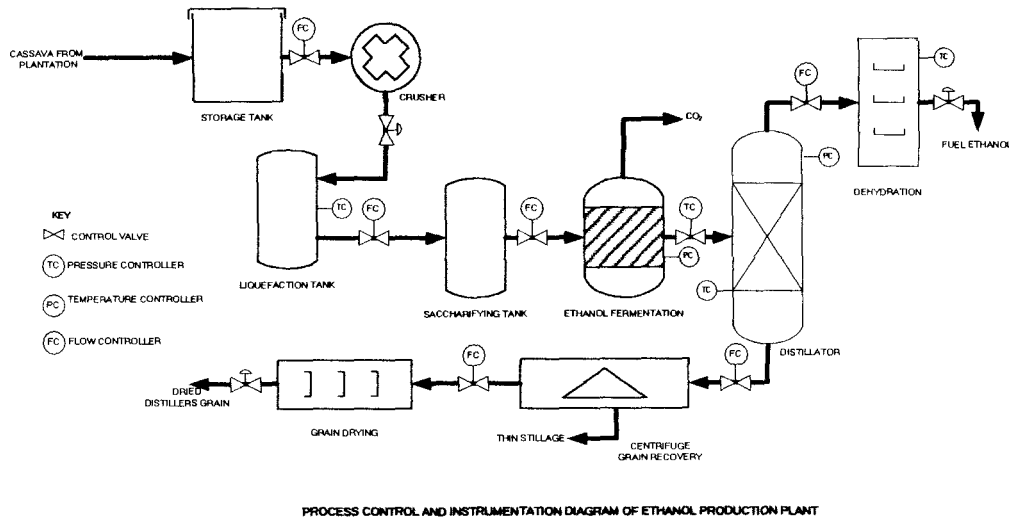 FC
CASSAVA FROM
PLANTATION
STORAGE TANK
CRUSHER
FC
TC
FUEL ETHANOL
DEHYDRATION
CO₂
PC
KEY
CONTROL VALVE
TC PRESSURE CONTROLLER
PC TEMPERATURE CONTROLLER
FC FLOW CONTROLLER
TC
FC
LIQUEFACTION TANK
FC
SACCHARIFYING TANK
TC
PC
ETHANOL FERMENTATION
TC
DISTILLATOR
FC
FC
DRIED
DISTILLERS GRAIN
GRAIN DRYING
THIN STILLAGE
CENTRIFUGE
GRAIN RECOVERY
PROCESS CONTROL AND INSTRUMENTATION DIAGRAM OF ETHANOL PRODUCTION PLANT